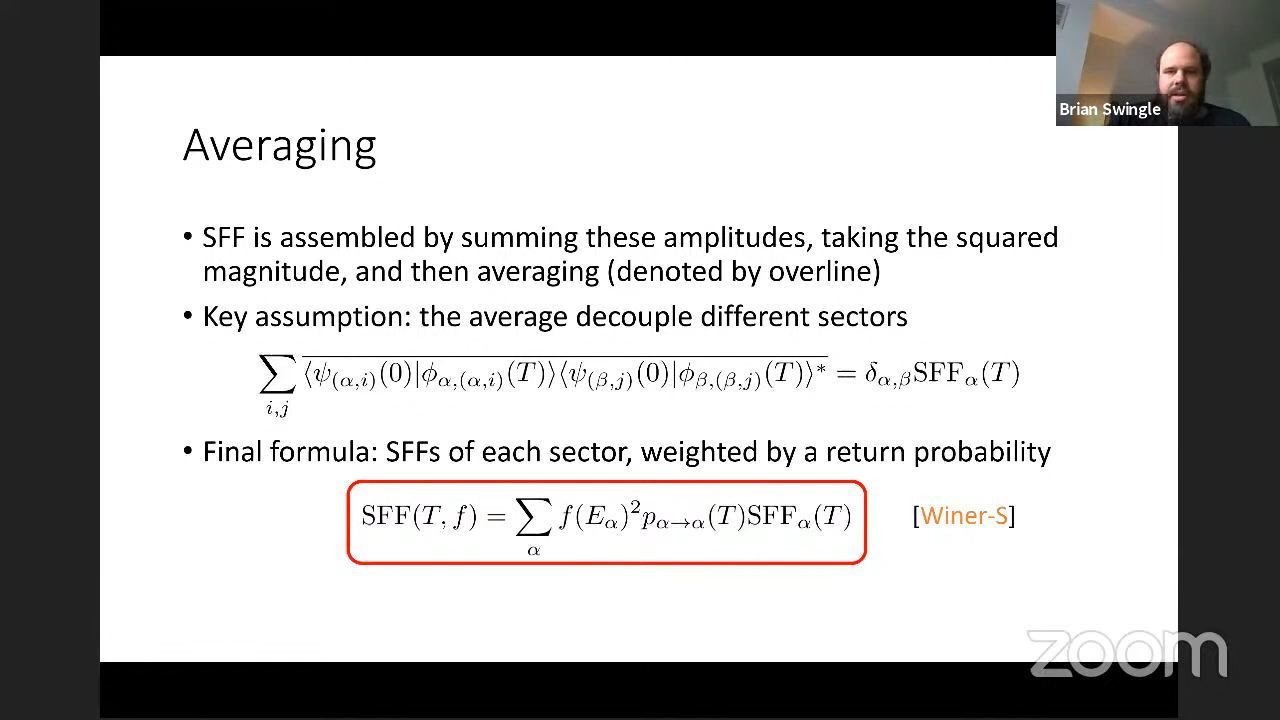 Brian Swingle
Averaging
• SFF is assembled by summing these amplitudes, taking the squared
magnitude, and then averaging (denoted by overline)
• Key assumption: the average decouple different sectors
$\sum_{i,j} \overline{\langle \psi_{(\alpha,i)}(0)|\phi_{\alpha,(\alpha,i)}(T)\rangle \langle \psi_{(\beta,j)}(0)|\phi_{\beta,(\beta,j)}(T)\rangle^*} = \delta_{\alpha,\beta} \mathrm{SFF}_\alpha(T)$
• Final formula: SFFs of each sector, weighted by a return probability
$\mathrm{SFF}(T, f) = \sum_\alpha f(E_\alpha)^2 p_{\alpha \to \alpha}(T) \mathrm{SFF}_\alpha(T)$ [Winer-S]
zoom